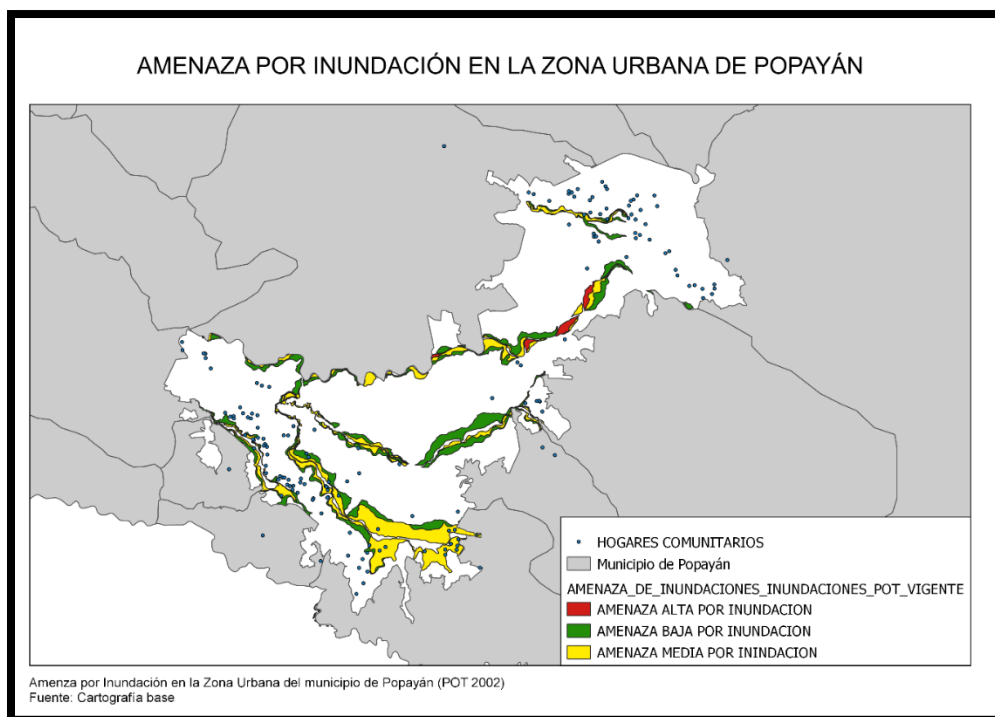 AMENAZA POR INUNDACIÓN EN LA ZONA URBANA DE POPAYÁN
HOGARES COMUNITARIOS
Municipio de Popayán
AMENAZA_DE_INUNDACIONES_INUNDACIONES_POT_VIGENTE
AMENAZA ALTA POR INUNDACION
AMENAZA BAJA POR INUNDACION
AMENAZA MEDIA POR ININDACION
Amenza por Inundación en la Zona Urbana del municipio de Popayán (POT 2002)
Fuente: Cartografía base